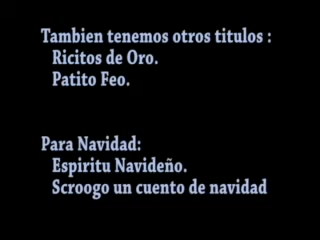 Tambien tenemos otros titulos :
Ricitos de Oro.
Patito Feo.
Para Navidad:
Espiritu Navideño.
Scroogo un cuento de navidad